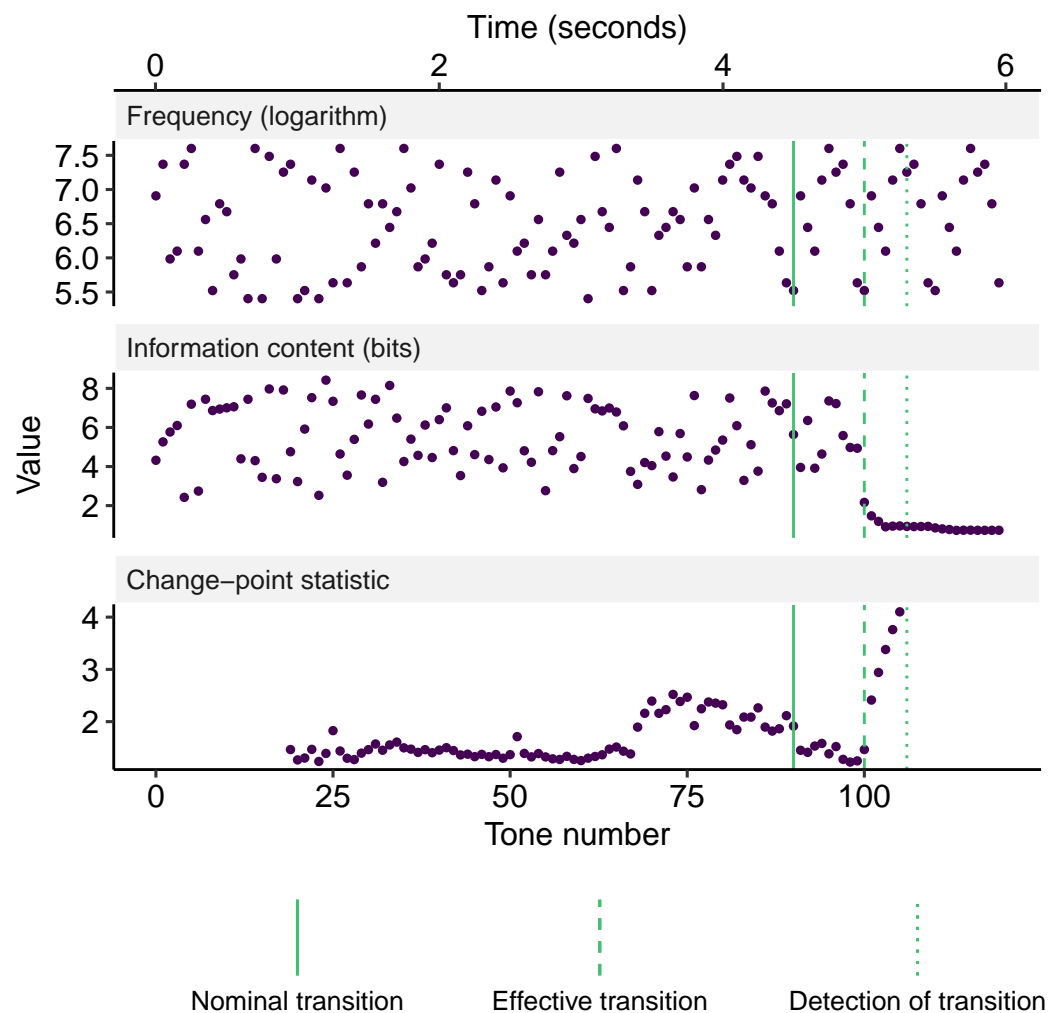 Time (seconds)
0 2 4 6
Frequency (logarithm)
7.5
7.0
6.5
6.0
5.5
Information content (bits)
8
6
4
2
Value
Change−point statistic
4
3
2
0 25 50 75 100
Tone number
Nominal transition Effective transition Detection of transition